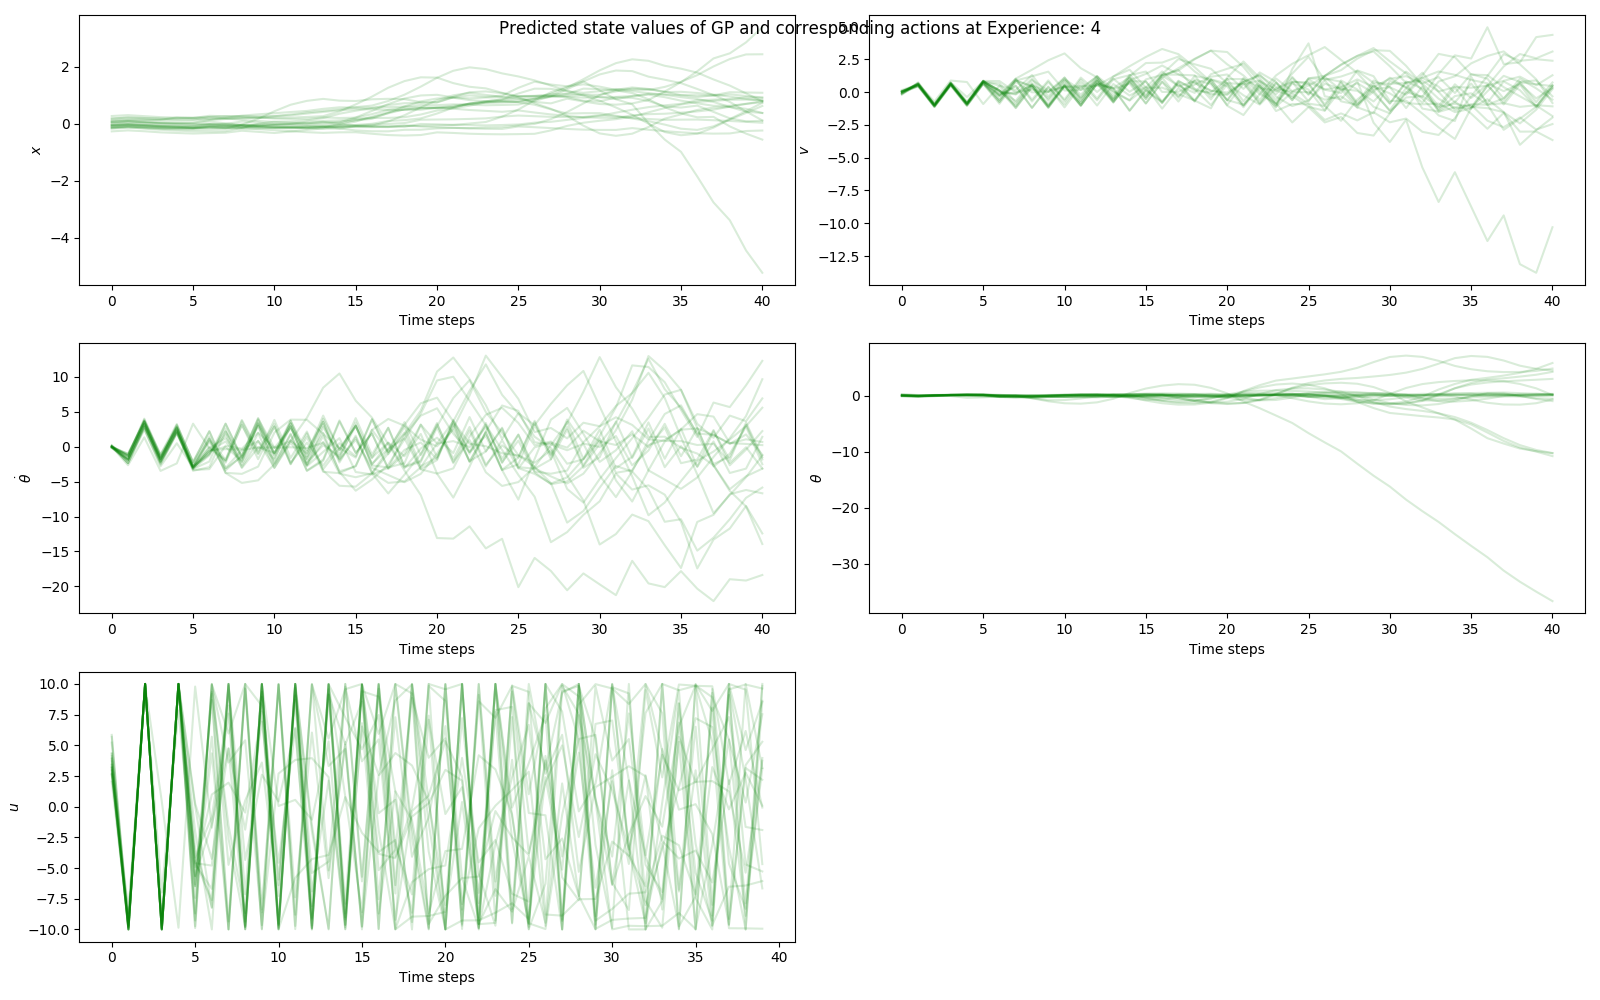 Predicted state values of GP and corresponding actions at Experience: 4
2
0
−2
−4
x
0 5 10 15 20 25 30 35 40
Time steps
5.0
2.5
0.0
−2.5
−5.0
−7.5
−10.0
−12.5
v
0 5 10 15 20 25 30 35 40
Time steps
10
5
0
−5
−10
−15
−20
θ̇
0 5 10 15 20 25 30 35 40
Time steps
0
−10
−20
−30
θ
0 5 10 15 20 25 30 35 40
Time steps
10.0
7.5
5.0
2.5
0.0
−2.5
−5.0
−7.5
−10.0
u
0 5 10 15 20 25 30 35 40
Time steps